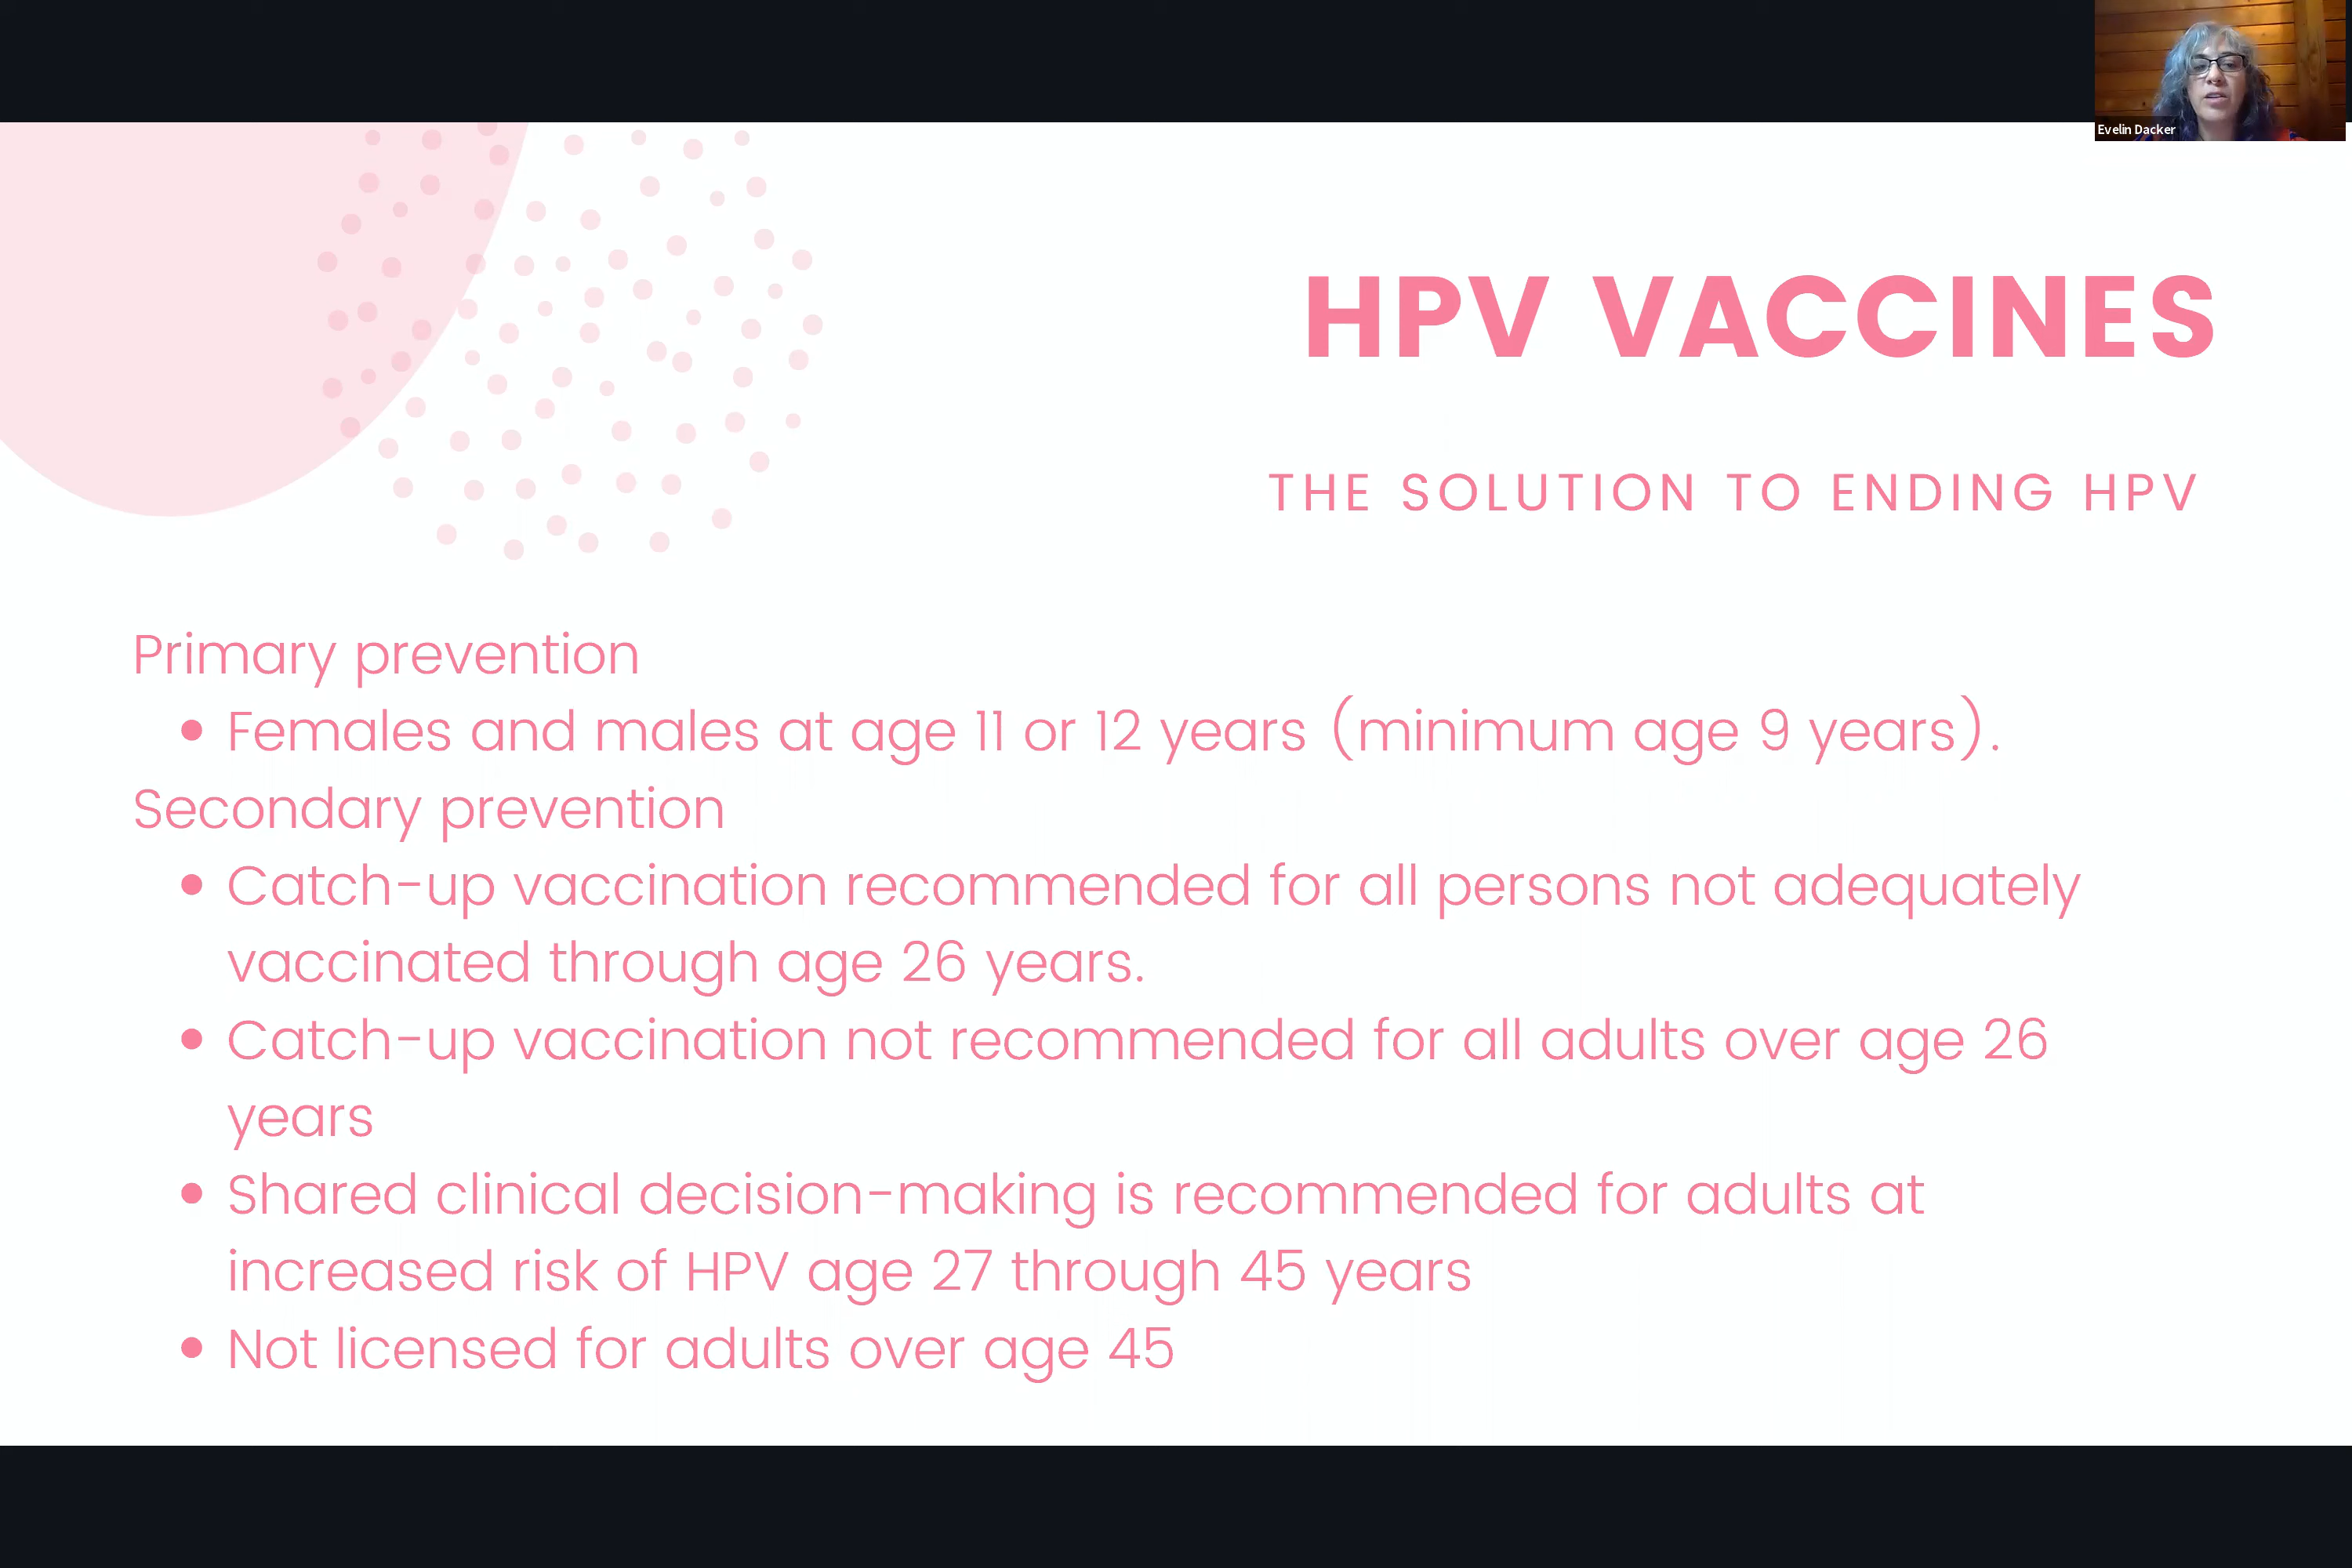 Evelin Dacker
HPV VACCINES
THE SOLUTION TO ENDING HPV
Primary prevention
• Females and males at age 11 or 12 years (minimum age 9 years).
Secondary prevention
• Catch-up vaccination recommended for all persons not adequately
vaccinated through age 26 years.
• Catch-up vaccination not recommended for all adults over age 26
years
• Shared clinical decision-making is recommended for adults at
increased risk of HPV age 27 through 45 years
• Not licensed for adults over age 45